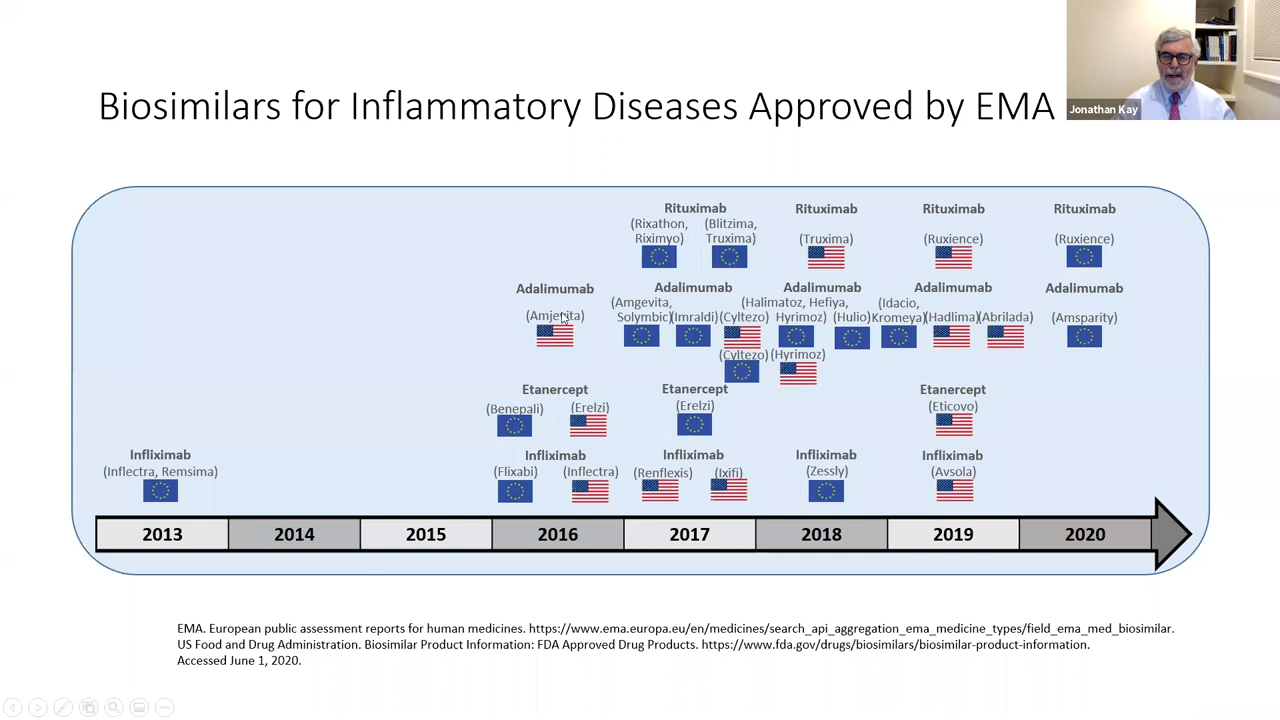 Biosimilars for Inflammatory Diseases Approved by EMA
Jonathan Kay
Rituximab
(Rixathon, Riximyo)
(Blitzima, Truxima)
Rituximab
(Truxima)
Rituximab
(Ruxience)
Rituximab
(Ruxience)
Adalimumab
(Amjevita)
Adalimumab
(Amgevita, Solymbic)
(Imraldi)
(Cyltezo)
(Cyltezo)
Adalimumab
(Halimatoz, Hefiya, Hyrimoz)
(Hulio)
(Hyrimoz)
Adalimumab
(Idacio, Kromeya)
(Hadlima)
(Abrilada)
Adalimumab
(Amsparity)
Etanercept
(Benepali)
(Erelzi)
Etanercept
(Erelzi)
Etanercept
(Eticovo)
Infliximab
(Inflectra, Remsima)
Infliximab
(Flixabi)
(Inflectra)
Infliximab
(Renflexis)
(Ixifi)
Infliximab
(Zessly)
Infliximab
(Avsola)
2013 2014 2015 2016 2017 2018 2019 2020
EMA. European public assessment reports for human medicines. https://www.ema.europa.eu/en/medicines/search_api_aggregation_ema_medicine_types/field_ema_med_biosimilar.
US Food and Drug Administration. Biosimilar Product Information: FDA Approved Drug Products. https://www.fda.gov/drugs/biosimilars/biosimilar-product-information.
Accessed June 1, 2020.